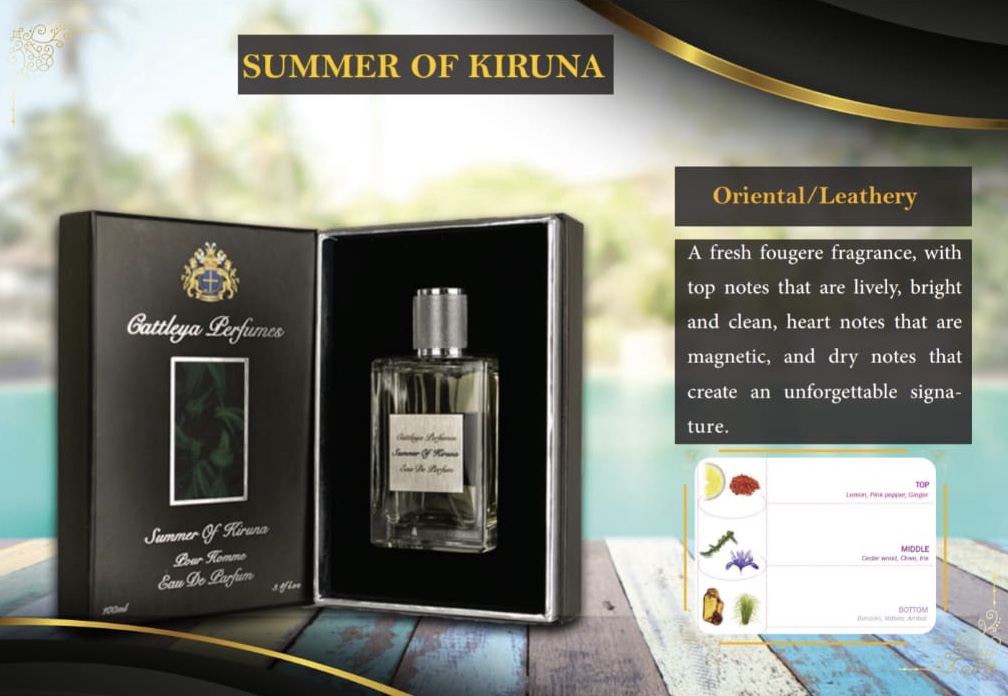 SUMMER OF KIRUNA
Oriental/Leathery
A fresh fougere fragrance, with
top notes that are lively, bright
and clean, heart notes that are
magnetic, and dry notes that
create an unforgettable signa-
ture.
Cattleya Perfumes
Summer Of Kiruna
Pour Homme
Eau De Parfum
3.4fl.oz
100ml
Cattleya Perfumes
Summer Of Kiruna
Eau De Parfum
TOP
Lemon, Pink pepper, Ginger
MIDDLE
Cedar wood, Clove, Iris
BOTTOM
Benzoin, Vetiver, Amber